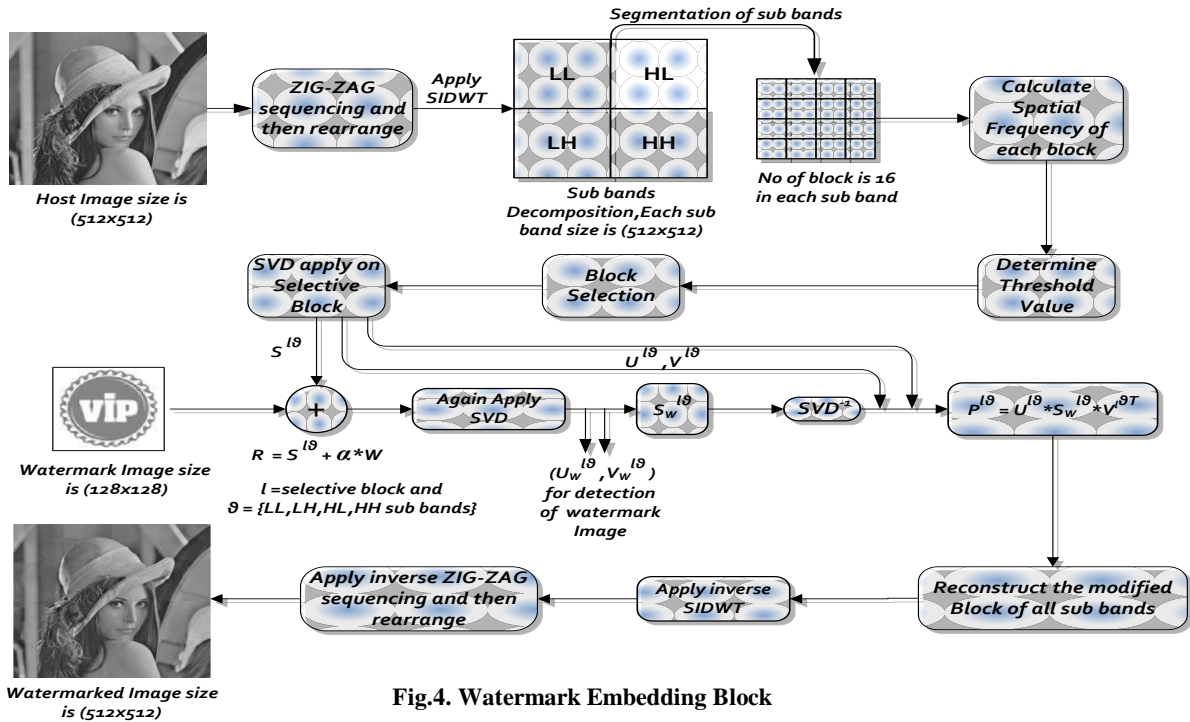 Segmentation of sub bands
ZIG-ZAG
sequencing and
then rearrange
Apply
SIDWT
LL
HL
LH
HH
Calculate
Spatial
Frequency of
each block
Host Image size is
(512x512)
Sub bands
Decomposition,Each sub
band size is (512x512)
No of block is 16
in each sub band
SVD apply on
Selective
Block
Block
Selection
Determine
Threshold
Value
S^lϑ
U^lϑ,V^lϑ
vip
+
Again Apply
SVD
S_w^lϑ
SVD^-1
P^lϑ = U^lϑ*S_w^lϑ*V^lϑT
Watermark Image size
is (128x128)
R = S^lϑ + α*W
l =selective block and
ϑ = {LL,LH,HL,HH sub bands}
(U_w^lϑ,V_w^lϑ)
for detection
of watermark
Image
Apply inverse ZIG-ZAG
sequencing and then
rearrange
Apply inverse
SIDWT
Reconstruct the modified
Block of all sub bands
Watermarked Image size
is (512x512)
Fig.4. Watermark Embedding Block